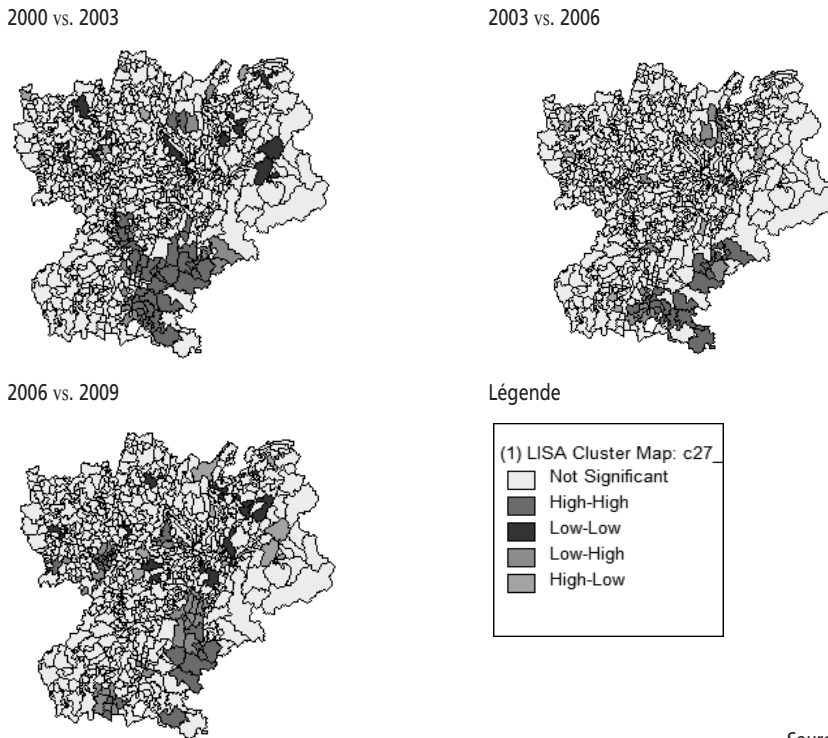 2000 vs. 2003
2003 vs. 2006
2006 vs. 2009
Légende
(1) LISA Cluster Map: c27_
Not Significant
High-High
Low-Low
Low-High
High-Low